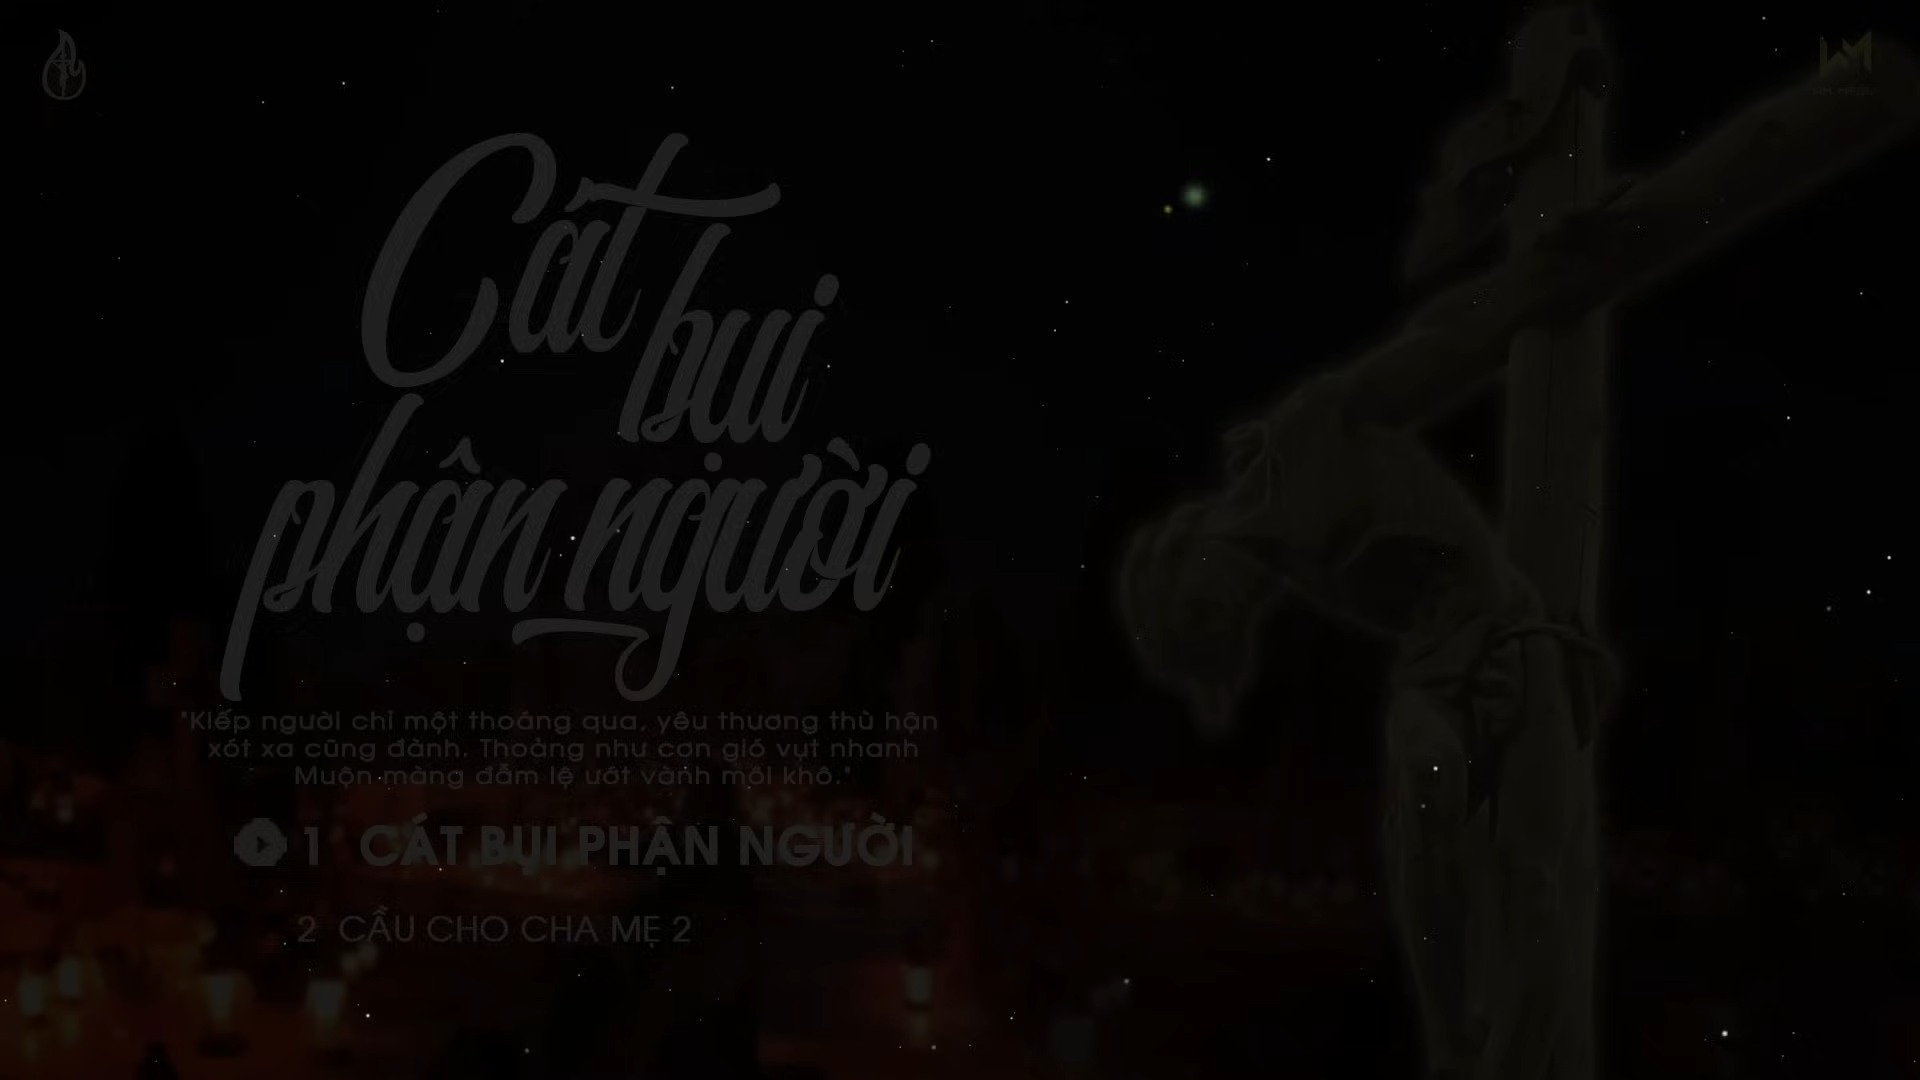 Cát
bụi
phận người
"Kiếp người chỉ một thoáng qua, yêu thương thù hận
xót xa cũng đành. Thoảng như cơn gió vụt nhanh
Muộn màng đẫm lệ ướt vành môi khô."
1 CÁT BỤI PHẬN NGƯỜI
2 CẦU CHO CHA MẸ 2